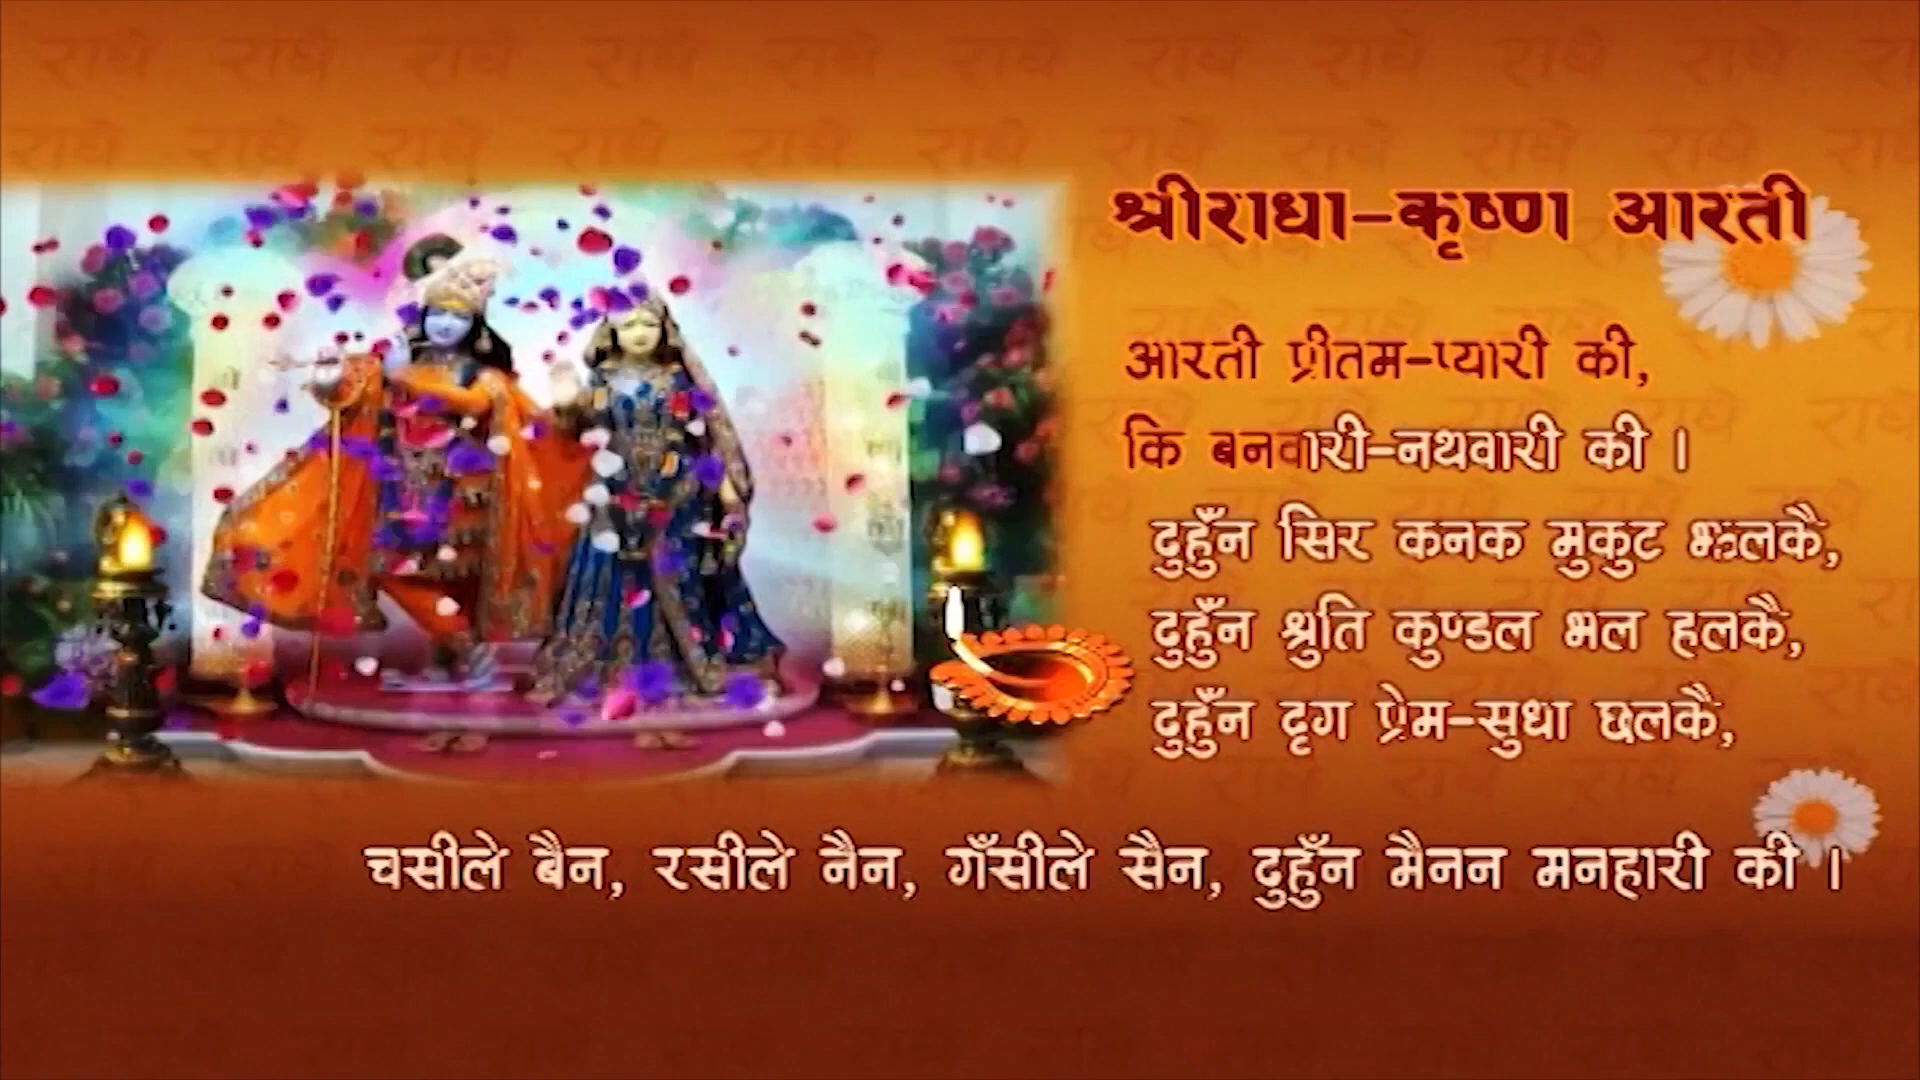 श्रीराधा-कृष्ण आरती
आरती प्रीतम-प्यारी की,
कि बनवारी-नथवारी की ।
दुहुँन सिर कनक मुकुट झलकै,
दुहुँन श्रुति कुण्डल भल हलकै,
दुहुँन दृग प्रेम-सुधा छलकै,
चसीले बैन, रसीले नैन, गँसीले सैन, दुहुँन मैनन मनहारी की ।